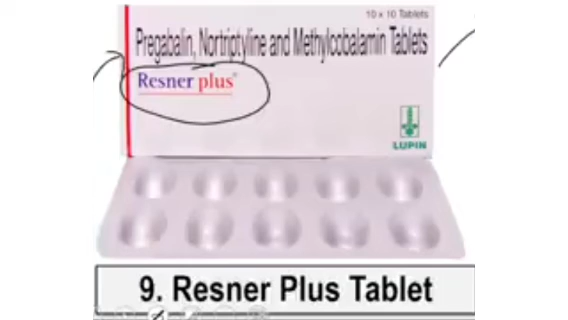 10 x 10 Tablets
Pregabalin, Nortriptyline and Methylcobalamin Tablets
Resner plus
LUPIN
9. Resner Plus Tablet